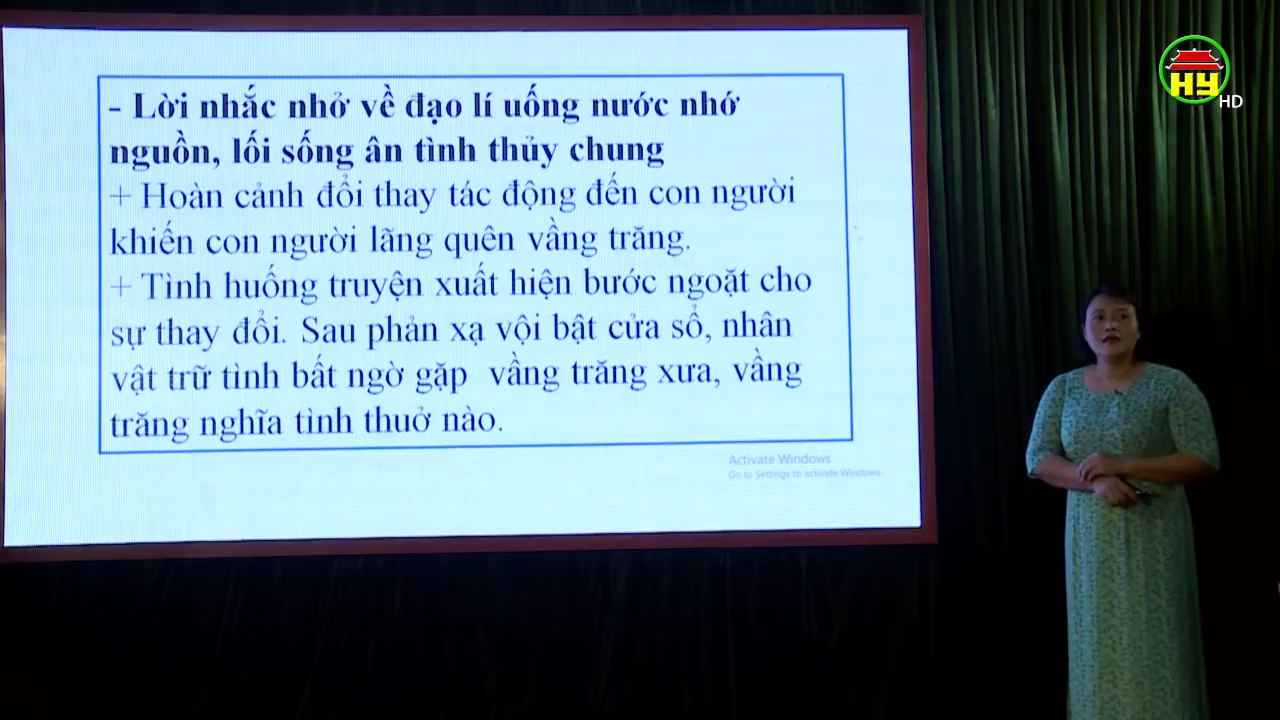 - Lời nhắc nhở về đạo lí uống nước nhớ
nguồn, lối sống ân tình thủy chung
+ Hoàn cảnh đổi thay tác động đến con người
khiến con người lãng quên vầng trăng.
+ Tình huống truyện xuất hiện bước ngoặt cho
sự thay đổi. Sau phản xạ vội bật cửa sổ, nhân
vật trữ tình bất ngờ gặp  vầng trăng xưa, vầng
trăng nghĩa tình thuở nào.
Activate Windows
Go to Settings to activate Windows.
HY
HD